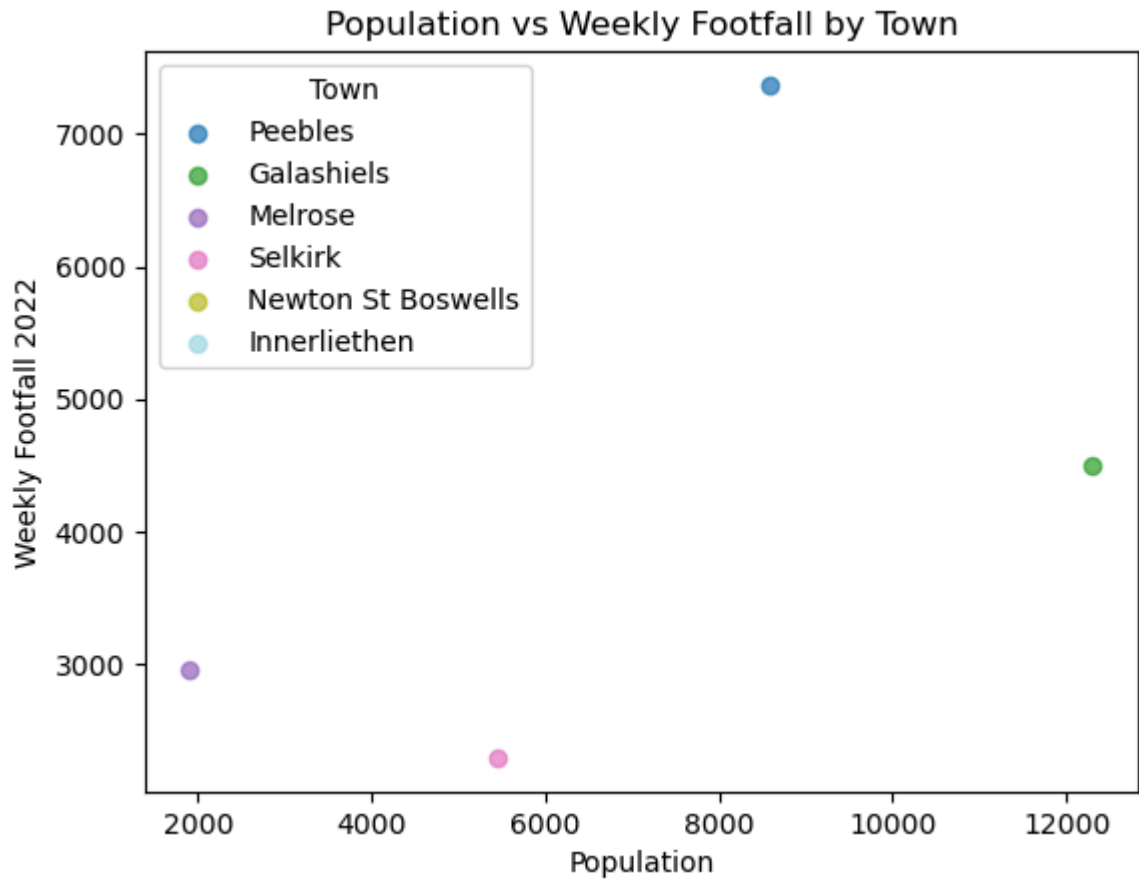 Population vs Weekly Footfall by Town
Town
Peebles
Galashiels
Melrose
Selkirk
Newton St Boswells
Innerliethen
Weekly Footfall 2022
7000
6000
5000
4000
3000
2000
4000
6000
8000
10000
12000
Population